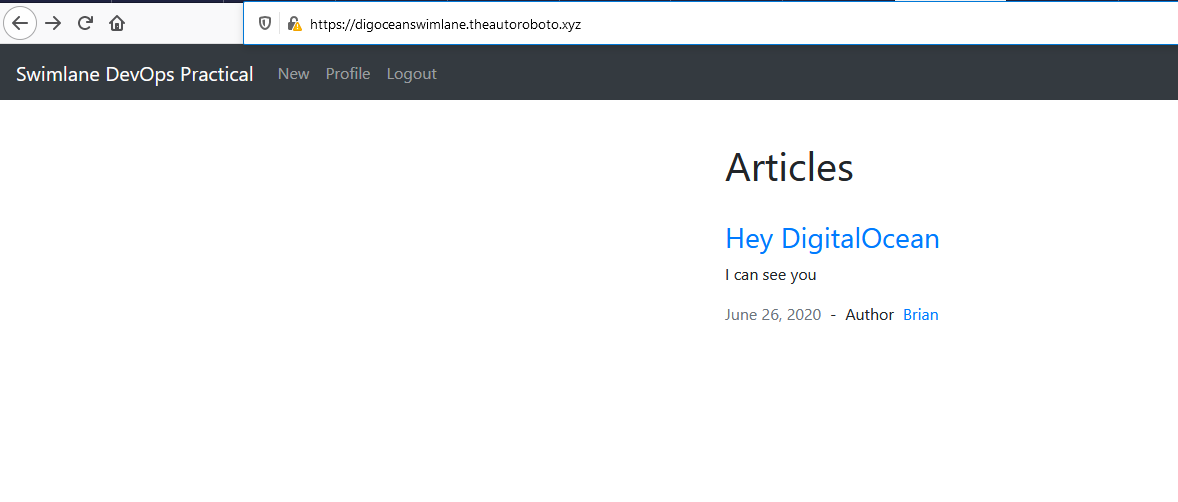 https://digoceanswimlane.theautoroboto.xyz
Swimlane DevOps Practical New Profile Logout
Articles
Hey DigitalOcean
I can see you
June 26, 2020 - Author Brian